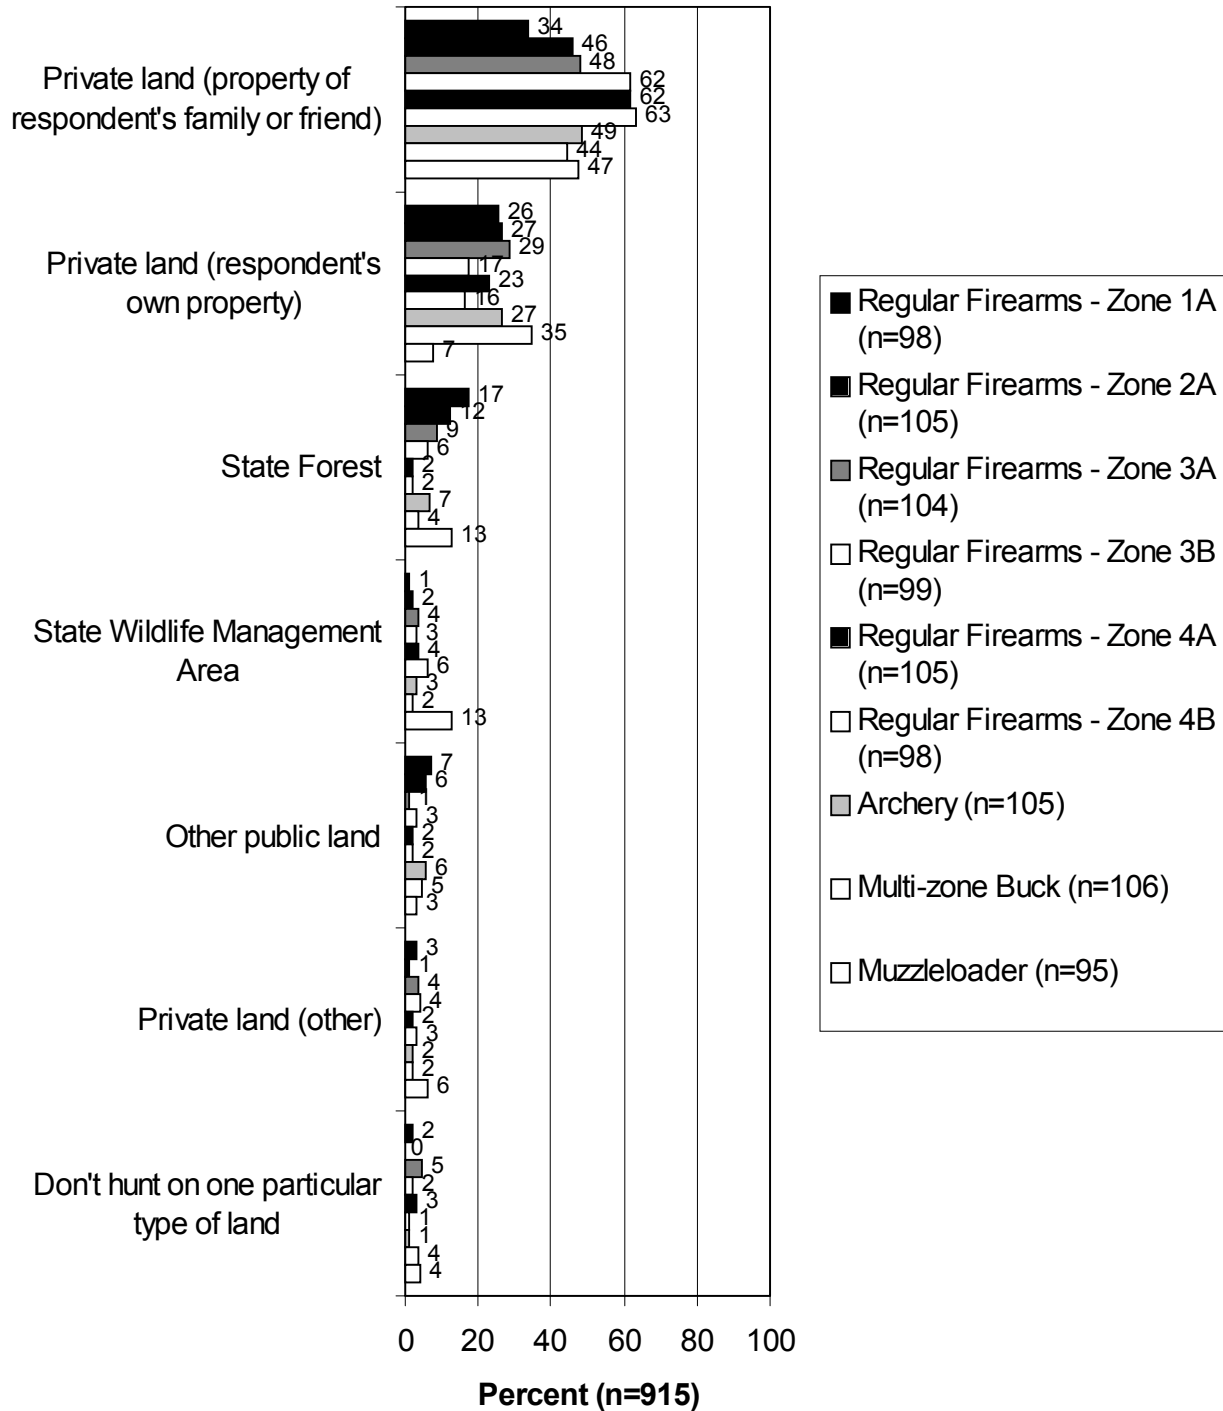 34
46
48
62
62
63
49
44
47
Private land (property of
respondent's family or friend)
26
27
29
17
23
16
27
35
7
Private land (respondent's
own property)
17
12
9
6
2
2
7
4
13
State Forest
1
2
4
3
4
6
3
2
13
State Wildlife Management
Area
7
6
1
3
2
2
6
5
3
Other public land
3
1
4
4
2
3
2
2
6
Private land (other)
2
0
5
2
3
1
1
4
4
Don't hunt on one particular
type of land
0 20 40 60 80 100
Percent (n=915)
Regular Firearms - Zone 1A
(n=98)
Regular Firearms - Zone 2A
(n=105)
Regular Firearms - Zone 3A
(n=104)
Regular Firearms - Zone 3B
(n=99)
Regular Firearms - Zone 4A
(n=105)
Regular Firearms - Zone 4B
(n=98)
Archery (n=105)
Multi-zone Buck (n=106)
Muzzleloader (n=95)